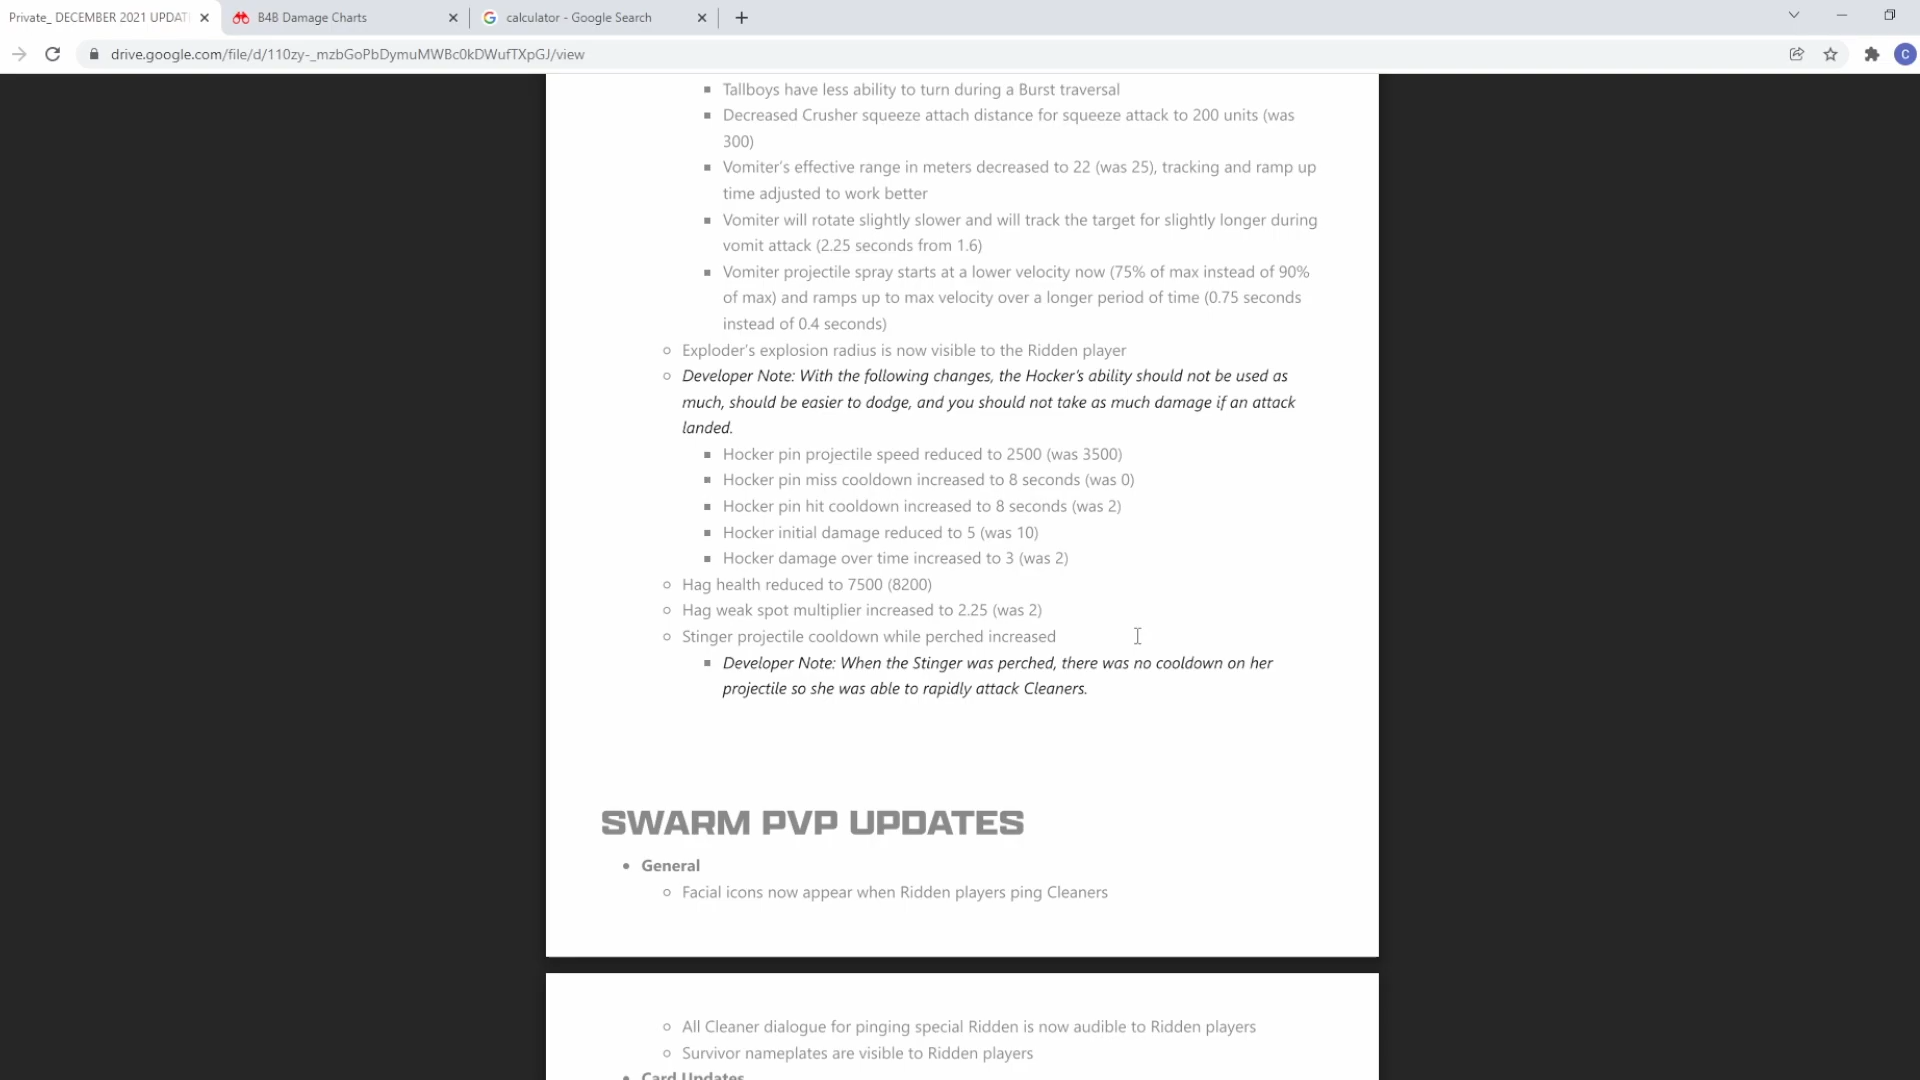 Private_ DECEMBER 2021 UPDAT
B4B Damage Charts
calculator - Google Search
drive.google.com/file/d/110zy-_mzbGoPbDymuMWBc0kDWufTXpGJ/view
C
Tallboys have less ability to turn during a Burst traversal
Decreased Crusher squeeze attach distance for squeeze attack to 200 units (was
300)
Vomiter's effective range in meters decreased to 22 (was 25), tracking and ramp up
time adjusted to work better
Vomiter will rotate slightly slower and will track the target for slightly longer during
vomit attack (2.25 seconds from 1.6)
Vomiter projectile spray starts at a lower velocity now (75% of max instead of 90%
of max) and ramps up to max velocity over a longer period of time (0.75 seconds
instead of 0.4 seconds)
Exploder's explosion radius is now visible to the Ridden player
Developer Note: With the following changes, the Hocker's ability should not be used as
much, should be easier to dodge, and you should not take as much damage if an attack
landed.
Hocker pin projectile speed reduced to 2500 (was 3500)
Hocker pin miss cooldown increased to 8 seconds (was 0)
Hocker pin hit cooldown increased to 8 seconds (was 2)
Hocker initial damage reduced to 5 (was 10)
Hocker damage over time increased to 3 (was 2)
Hag health reduced to 7500 (8200)
Hag weak spot multiplier increased to 2.25 (was 2)
Stinger projectile cooldown while perched increased
Developer Note: When the Stinger was perched, there was no cooldown on her
projectile so she was able to rapidly attack Cleaners.
SWARM PVP UPDATES
General
Facial icons now appear when Ridden players ping Cleaners
All Cleaner dialogue for pinging special Ridden is now audible to Ridden players
Survivor nameplates are visible to Ridden players
Card Updates